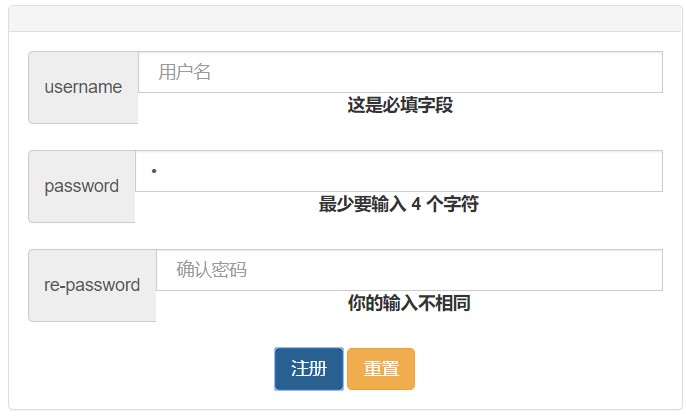 username 用户名
这是必填字段
password •
最少要输入 4 个字符
re-password 确认密码
你的输入不相同
注册 重置